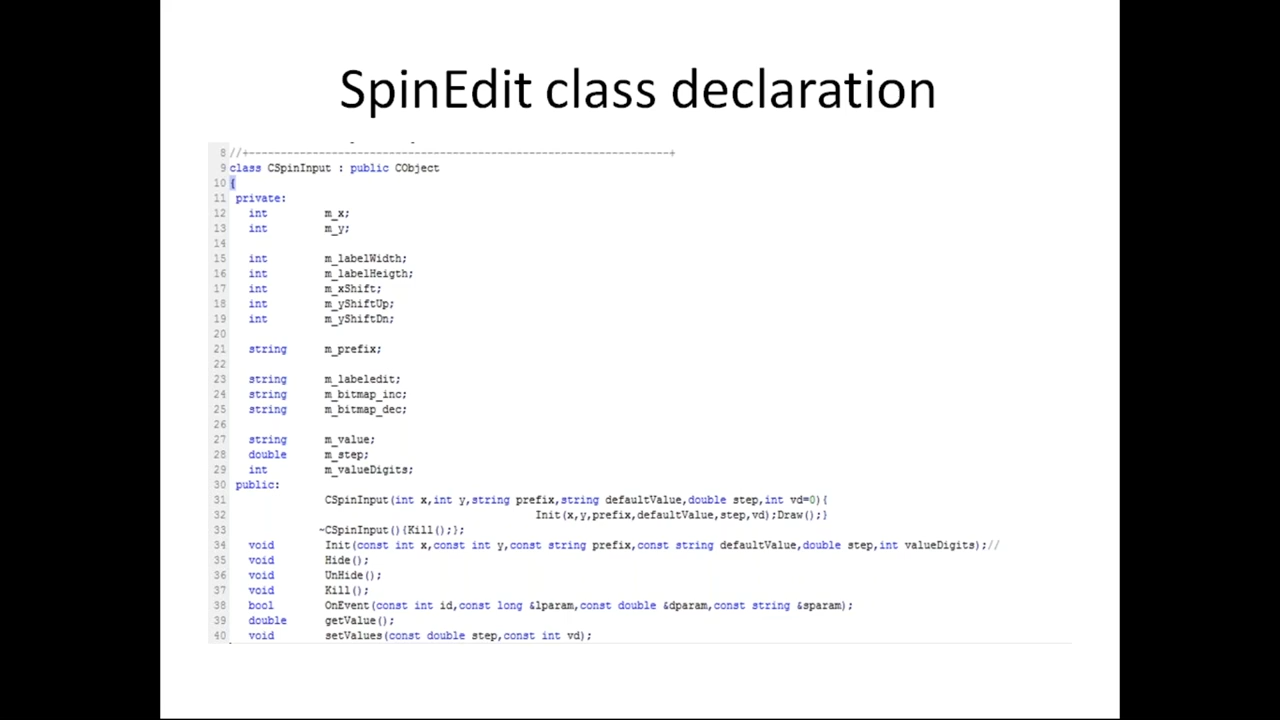 SpinEdit class declaration
8 //+------------------------------------------------------------------+
9 class CSpinInput : public CObject
10 {
11 private:
12 int m_x;
13 int m_y;
14
15 int m_labelWidth;
16 int m_labelHeigth;
17 int m_xShift;
18 int m_yShiftUp;
19 int m_yShiftDn;
20
21 string m_prefix;
22
23 string m_labeledit;
24 string m_bitmap_inc;
25 string m_bitmap_dec;
26
27 string m_value;
28 double m_step;
29 int m_valueDigits;
30 public:
31 CSpinInput(int x,int y,string prefix,string defaultValue,double step,int vd=0){
32 Init(x,y,prefix,defaultValue,step,vd);Draw();}
33 ~CSpinInput(){Kill();};
34 void Init(const int x,const int y,const string prefix,const string defaultValue,double step,int valueDigits);//
35 void Hide();
36 void UnHide();
37 void Kill();
38 bool OnEvent(const int id,const long &lparam,const double &dparam,const string &sparam);
39 double getValue();
40 void setValues(const double step,const int vd);